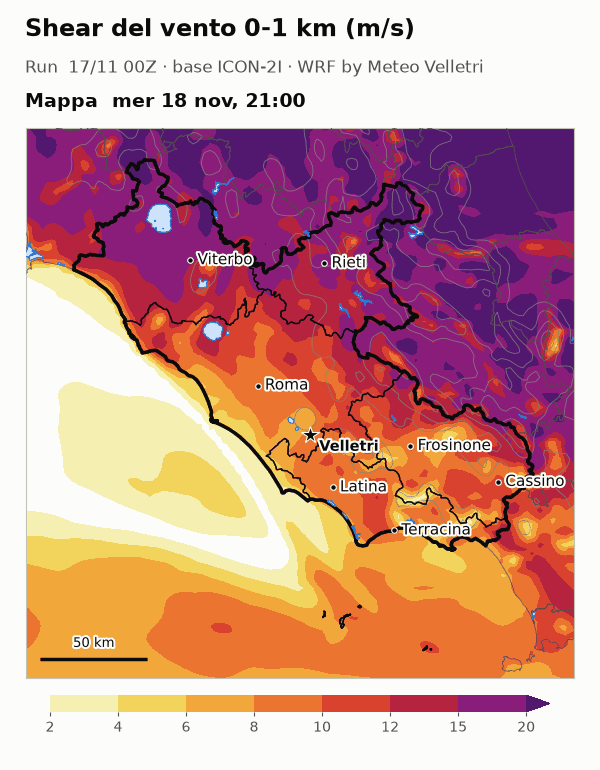 Shear del vento 0-1 km (m/s)
Run 17/11 00Z · base ICON-2I · WRF by Meteo Velletri
Mappa mer 18 nov, 21:00
Viterbo
Rieti
Roma
Velletri
Frosinone
Latina
Cassino
Terracina
50 km
2 4 6 8 10 12 15 20